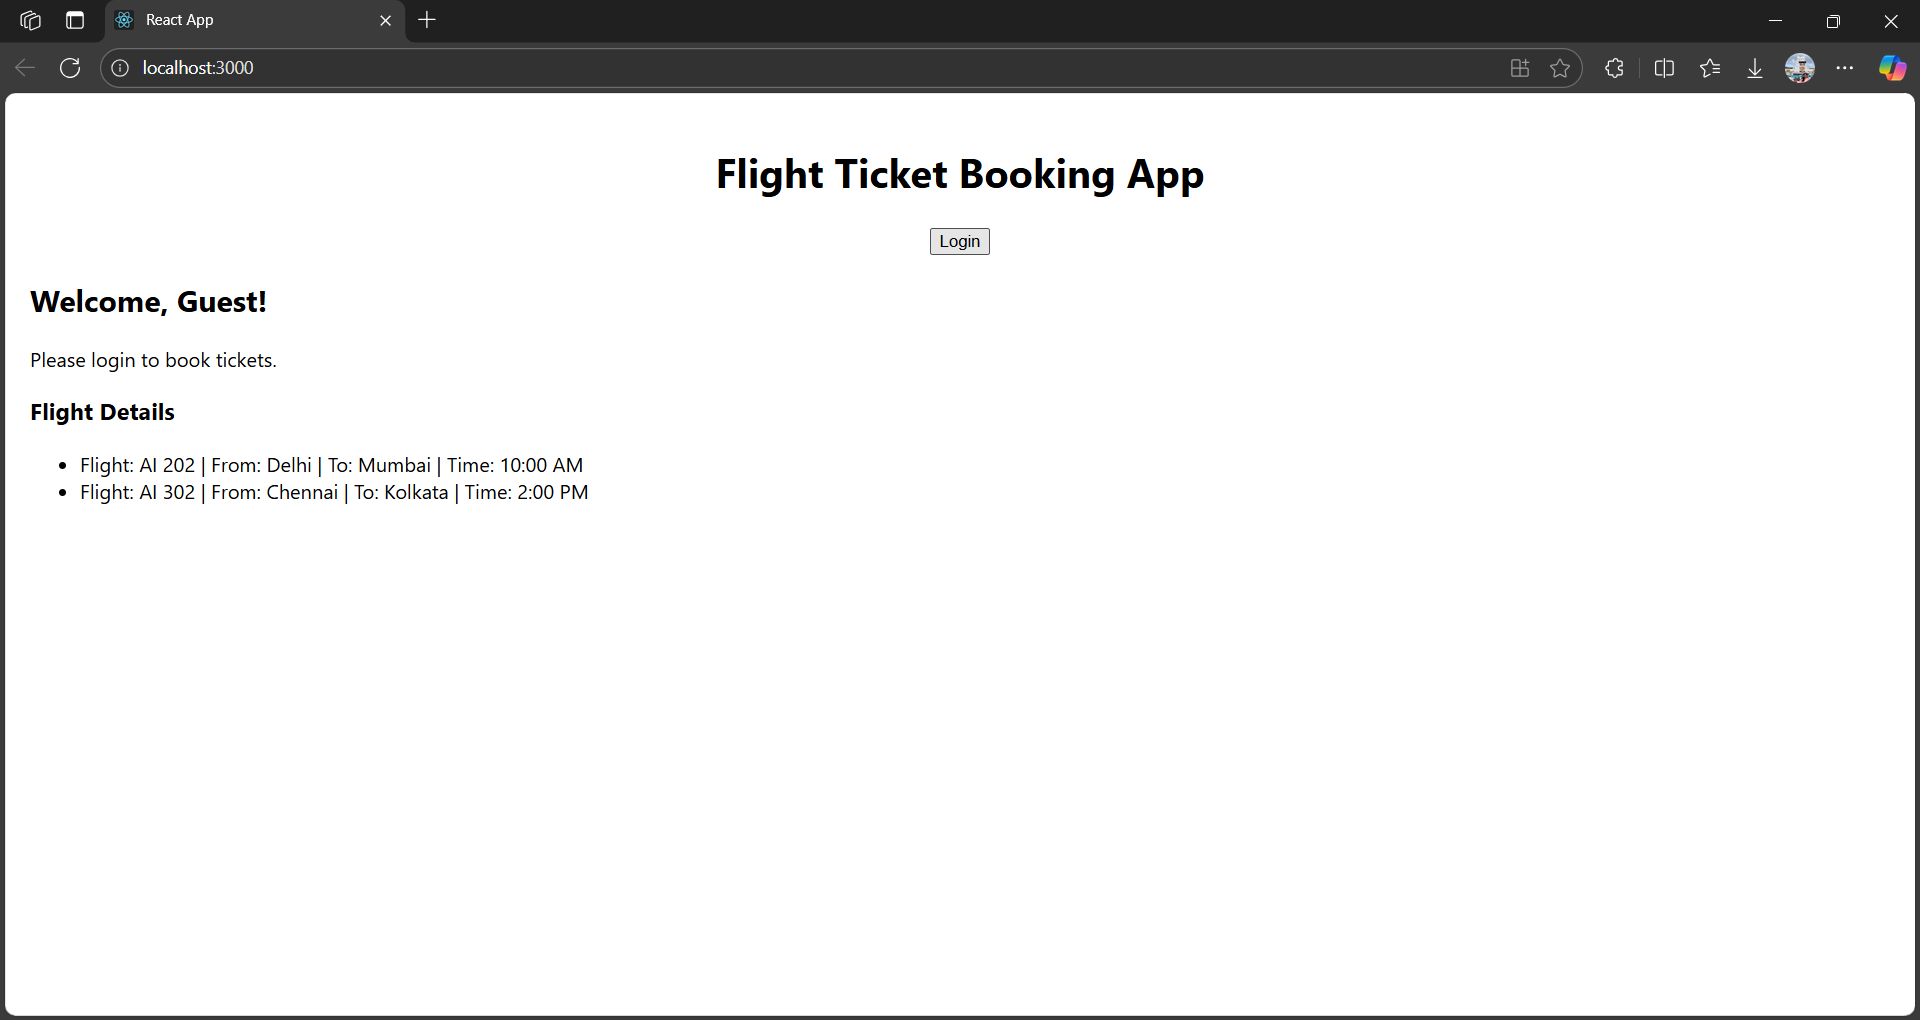 React App
localhost:3000
Flight Ticket Booking App
Login
Welcome, Guest!
Please login to book tickets.
Flight Details
• Flight: AI 202 | From: Delhi | To: Mumbai | Time: 10:00 AM
• Flight: AI 302 | From: Chennai | To: Kolkata | Time: 2:00 PM